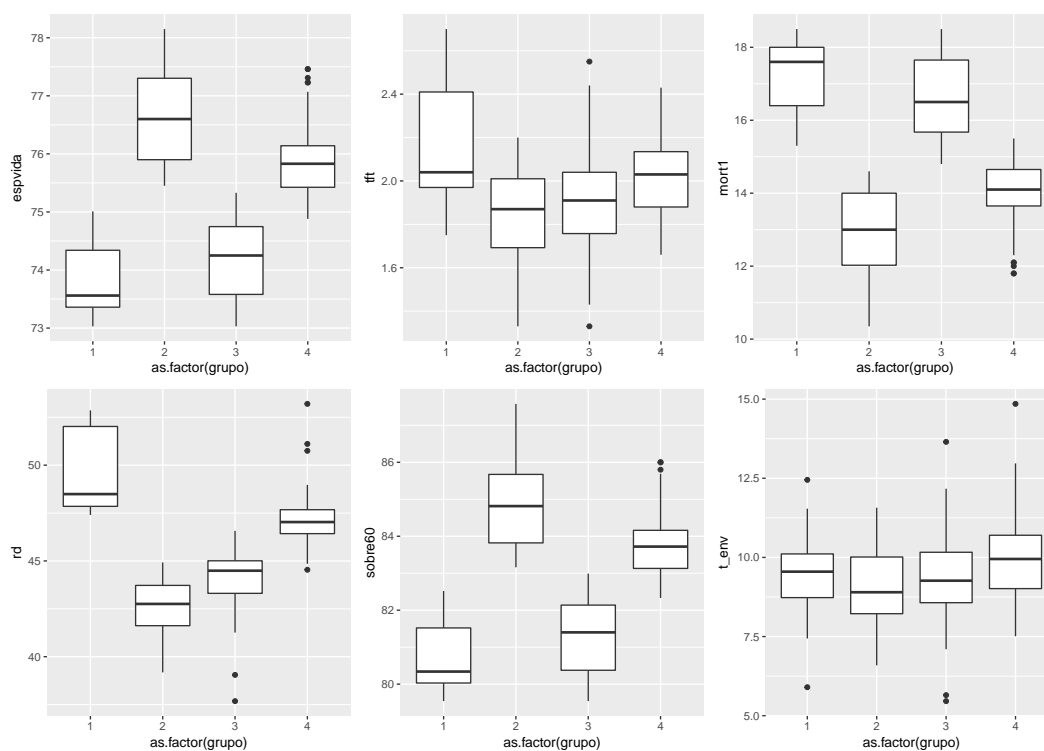 78
77
76
75
74
73
espvida
1 2 3 4
as.factor(grupo)
2.4
2.0
1.6
tft
1 2 3 4
as.factor(grupo)
18
16
14
12
10
mort1
1 2 3 4
as.factor(grupo)
50
45
40
rd
1 2 3 4
as.factor(grupo)
86
84
82
80
sobre60
1 2 3 4
as.factor(grupo)
15.0
12.5
10.0
7.5
5.0
t_env
1 2 3 4
as.factor(grupo)